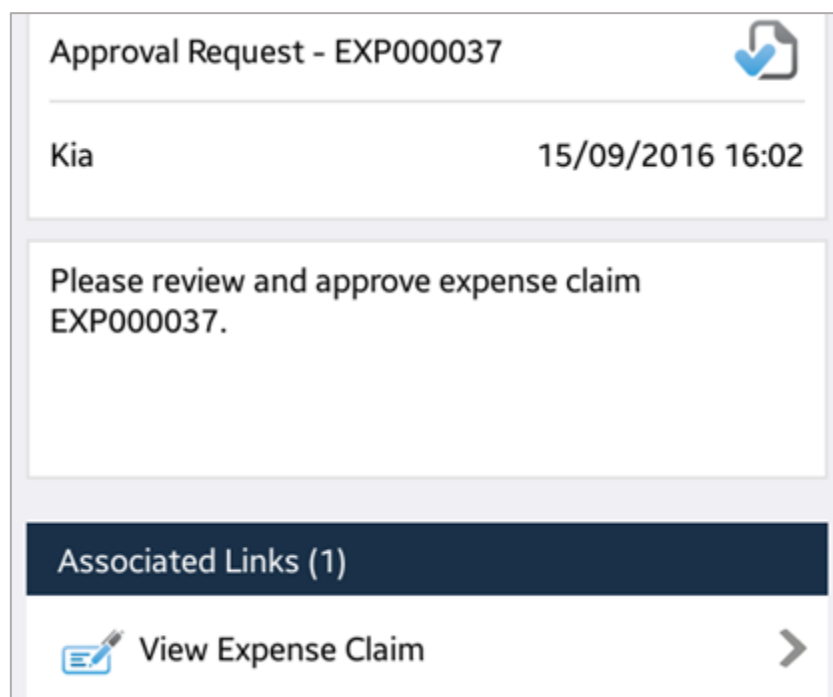 Approval Request - EXP000037
Kia 15/09/2016 16:02
Please review and approve expense claim
EXP000037.
Associated Links (1)
View Expense Claim